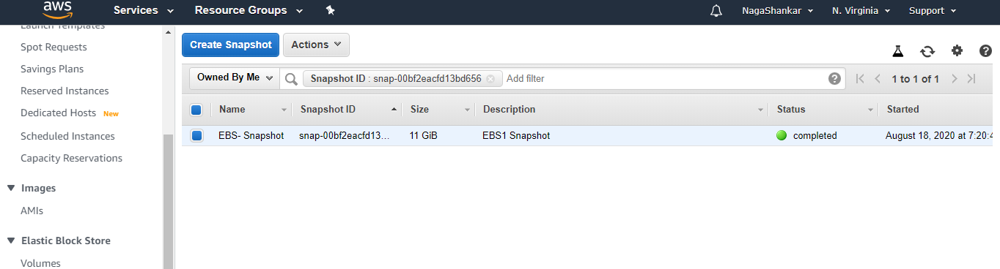 aws Services Resource Groups NagaShankar N. Virginia Support
Launch Templates
Spot Requests
Savings Plans
Reserved Instances
Dedicated Hosts New
Scheduled Instances
Capacity Reservations
Images
AMIs
Elastic Block Store
Volumes
Create Snapshot Actions
Owned By Me Snapshot ID : snap-00bf2eacfd13bd656 Add filter 1 to 1 of 1
Name Snapshot ID Size Description Status Started
EBS- Snapshot snap-00bf2eacfd13... 11 GiB EBS1 Snapshot completed August 18, 2020 at 7:20:4